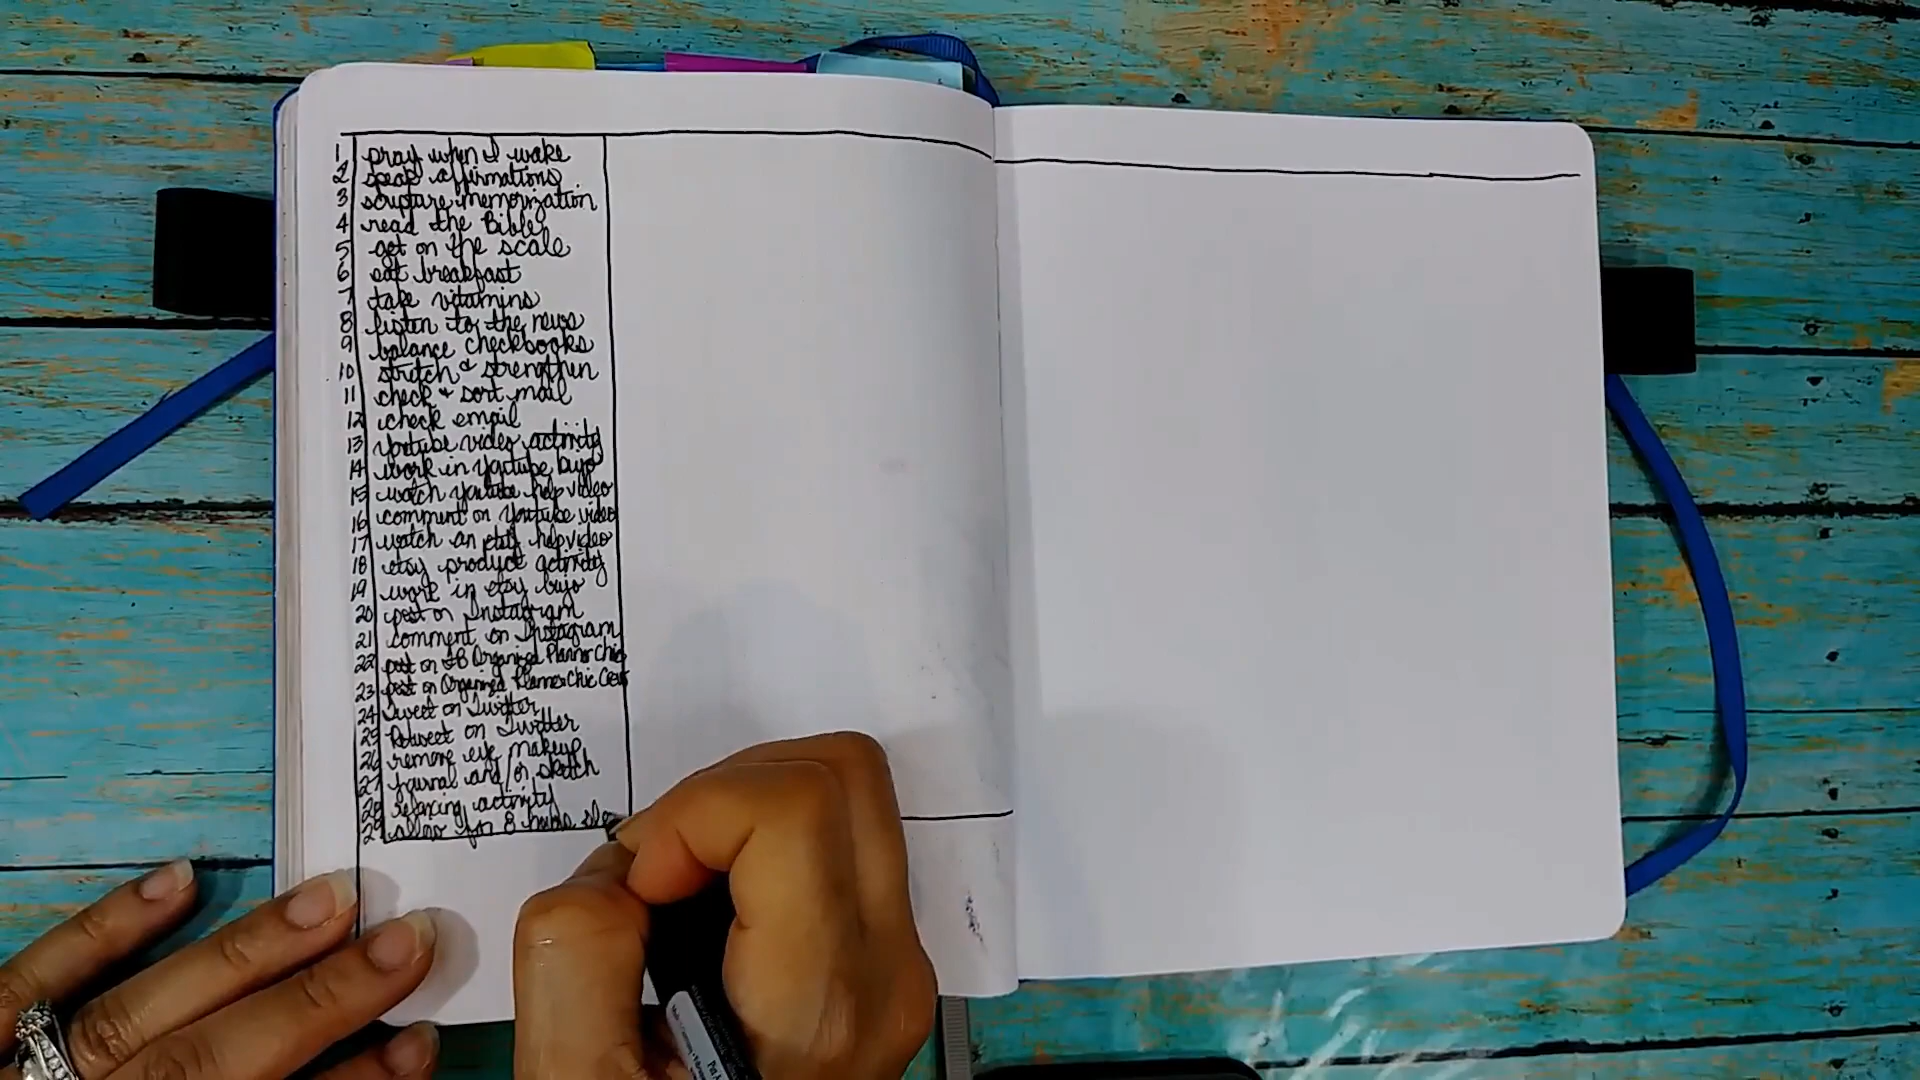 1 pray when I wake
2 speak affirmations
3 scripture memorization
4 read the Bible
5 get on the scale
6 eat breakfast
7 take vitamins
8 listen to the news
9 balance checkbooks
10 stretch & strengthen
11 check & sort mail
12 check email
13 youtube video activity
14 work in youtube bujo
15 watch youtube help video
16 comment on youtube video
17 watch an etsy help video
18 etsy product activity
19 work in etsy bujo
20 post on Instagram
21 comment on Instagram
22 post on FB Organized Planner Chic
23 post on Organized Planner Chic Crew
24 Tweet on Twitter
25 Retweet on Twitter
26 remove eye makeup
27 journal and/or sketch
28 relaxing activity
29 allow for 8 hours slee